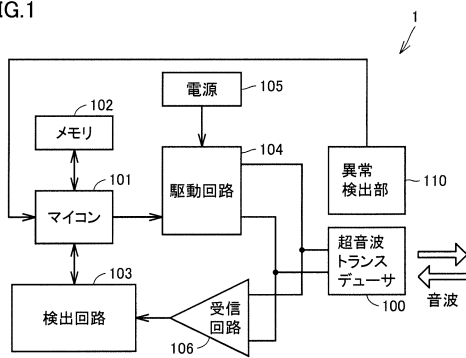 IG.1
1
電源
105
102
メモリ
104
101
異常
検出部
110
駆動回路
マイコン
超音波
トランス
デューサ
103
100
音波
受信
回路
検出回路
106